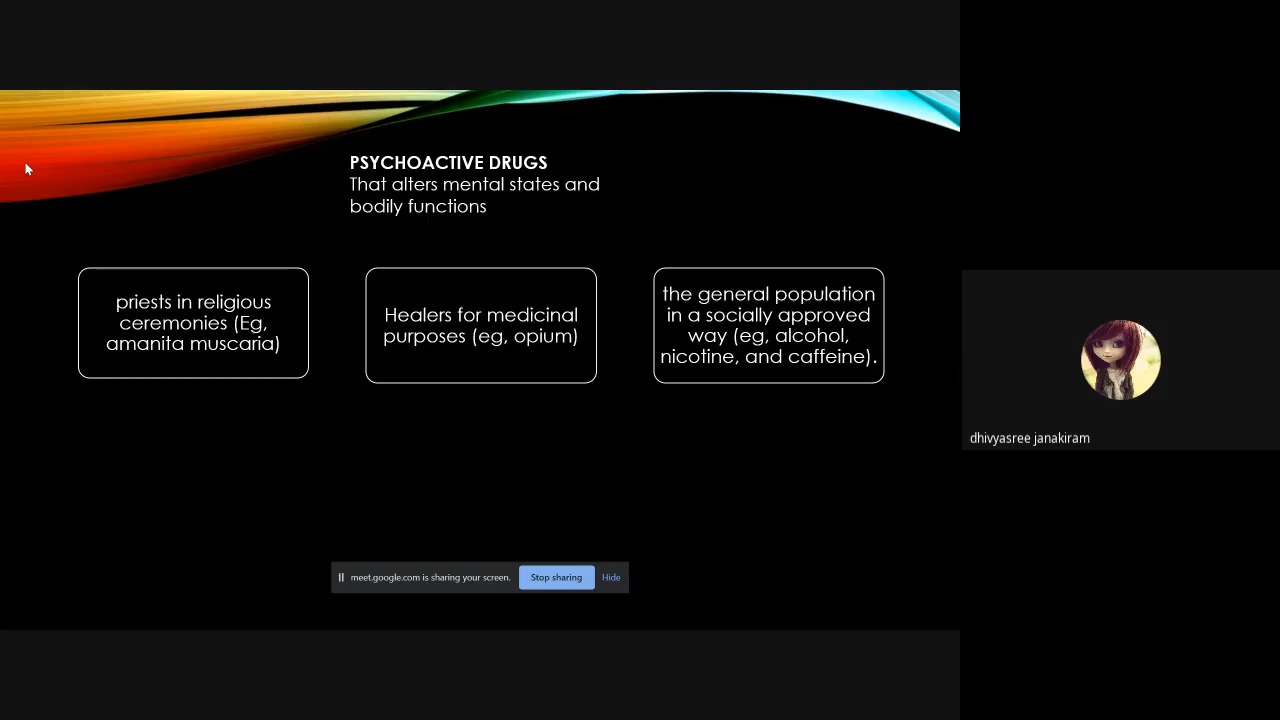 PSYCHOACTIVE DRUGS
That alters mental states and
bodily functions
priests in religious
ceremonies (Eg,
amanita muscaria)
Healers for medicinal
purposes (eg, opium)
the general population
in a socially approved
way (eg, alcohol,
nicotine, and caffeine).
dhivyasree janakiram
meet.google.com is sharing your screen.
Stop sharing
Hide